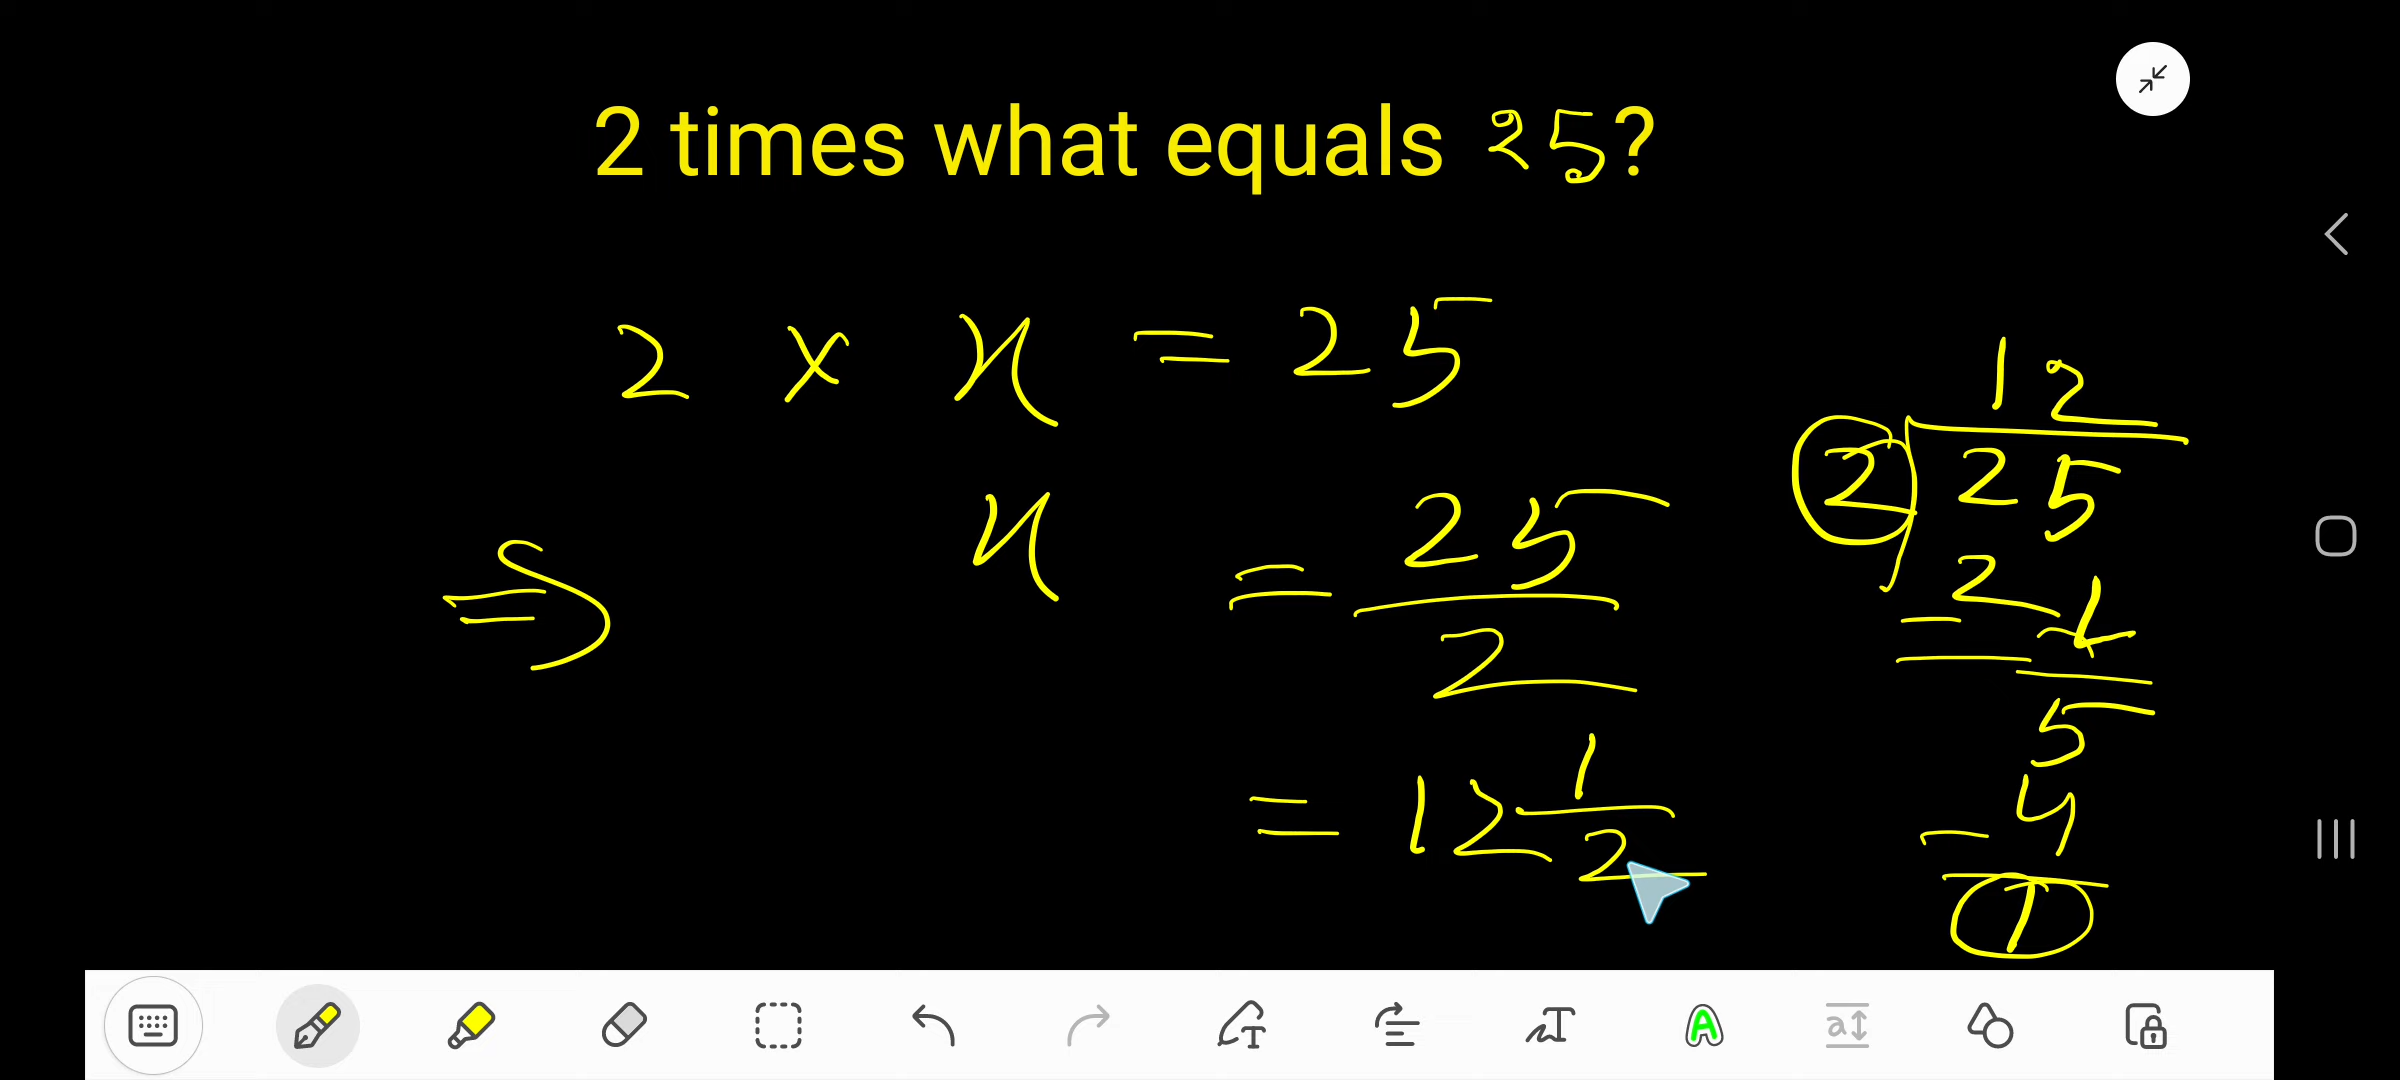 2 times what equals 25?
2 × x = 25
⇒ x = 25/2
= 12 1/2
12
2 25
2
5
- 4
1